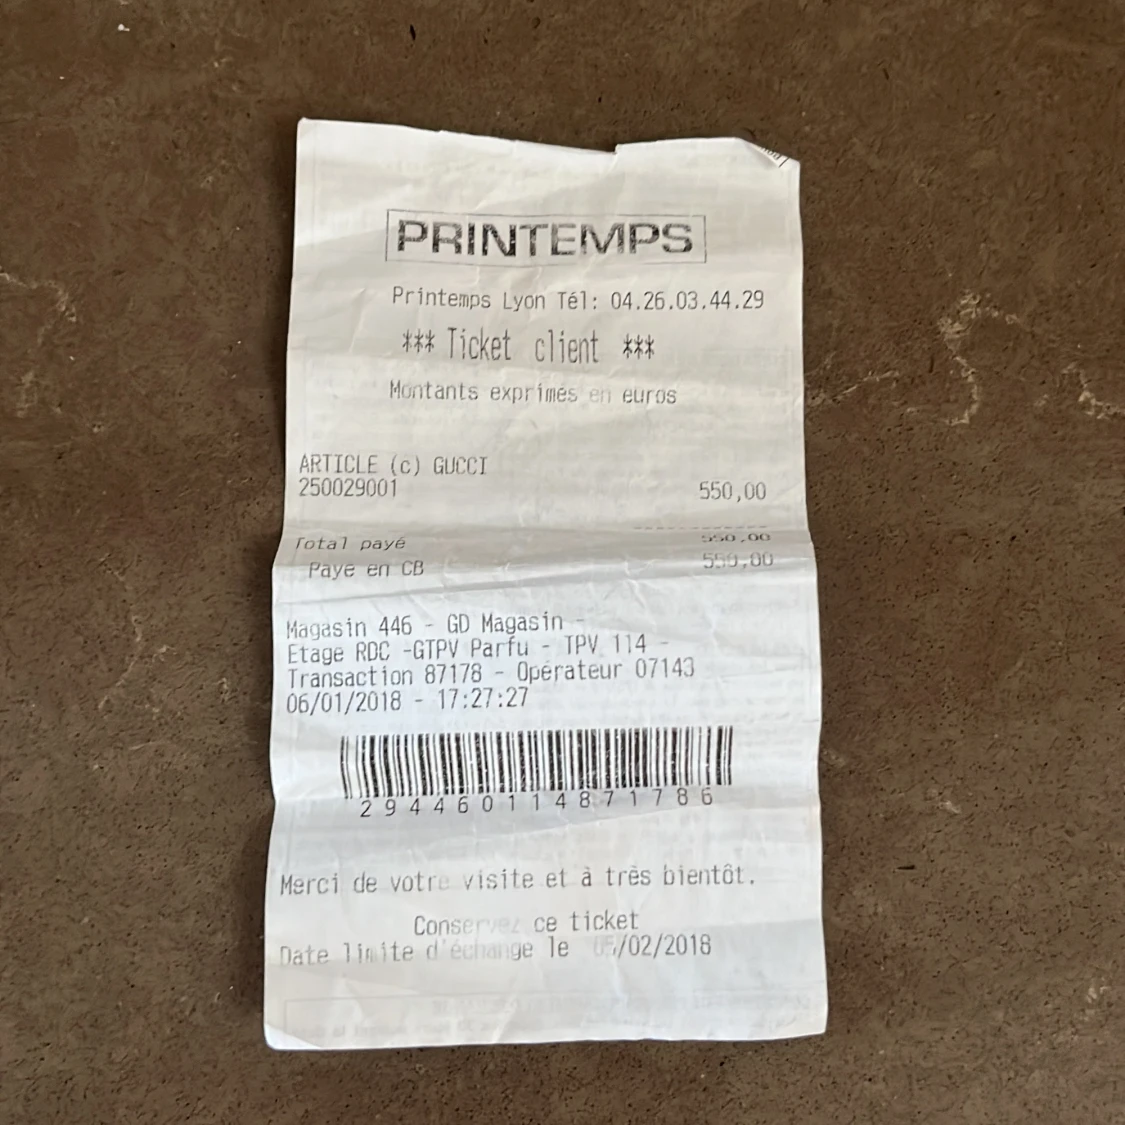 PRINTEMPS
Printemps Lyon Tél: 04.26.03.44.29
*** Ticket client ***
Montants exprimés en euros
ARTICLE (c) GUCCI
250029001 550,00
Total payé 550,00
Paye en CB 550,00
Magasin 446 - GD Magasin -
Etage RDC -GTPV Parfu - TPV 114 -
Transaction 87178 - Opérateur 07143
06/01/2018 - 17:27:27
294460114871786
Merci de votre visite et à très bientôt.
Conservez ce ticket
Date limite d'échange le 05/02/2018